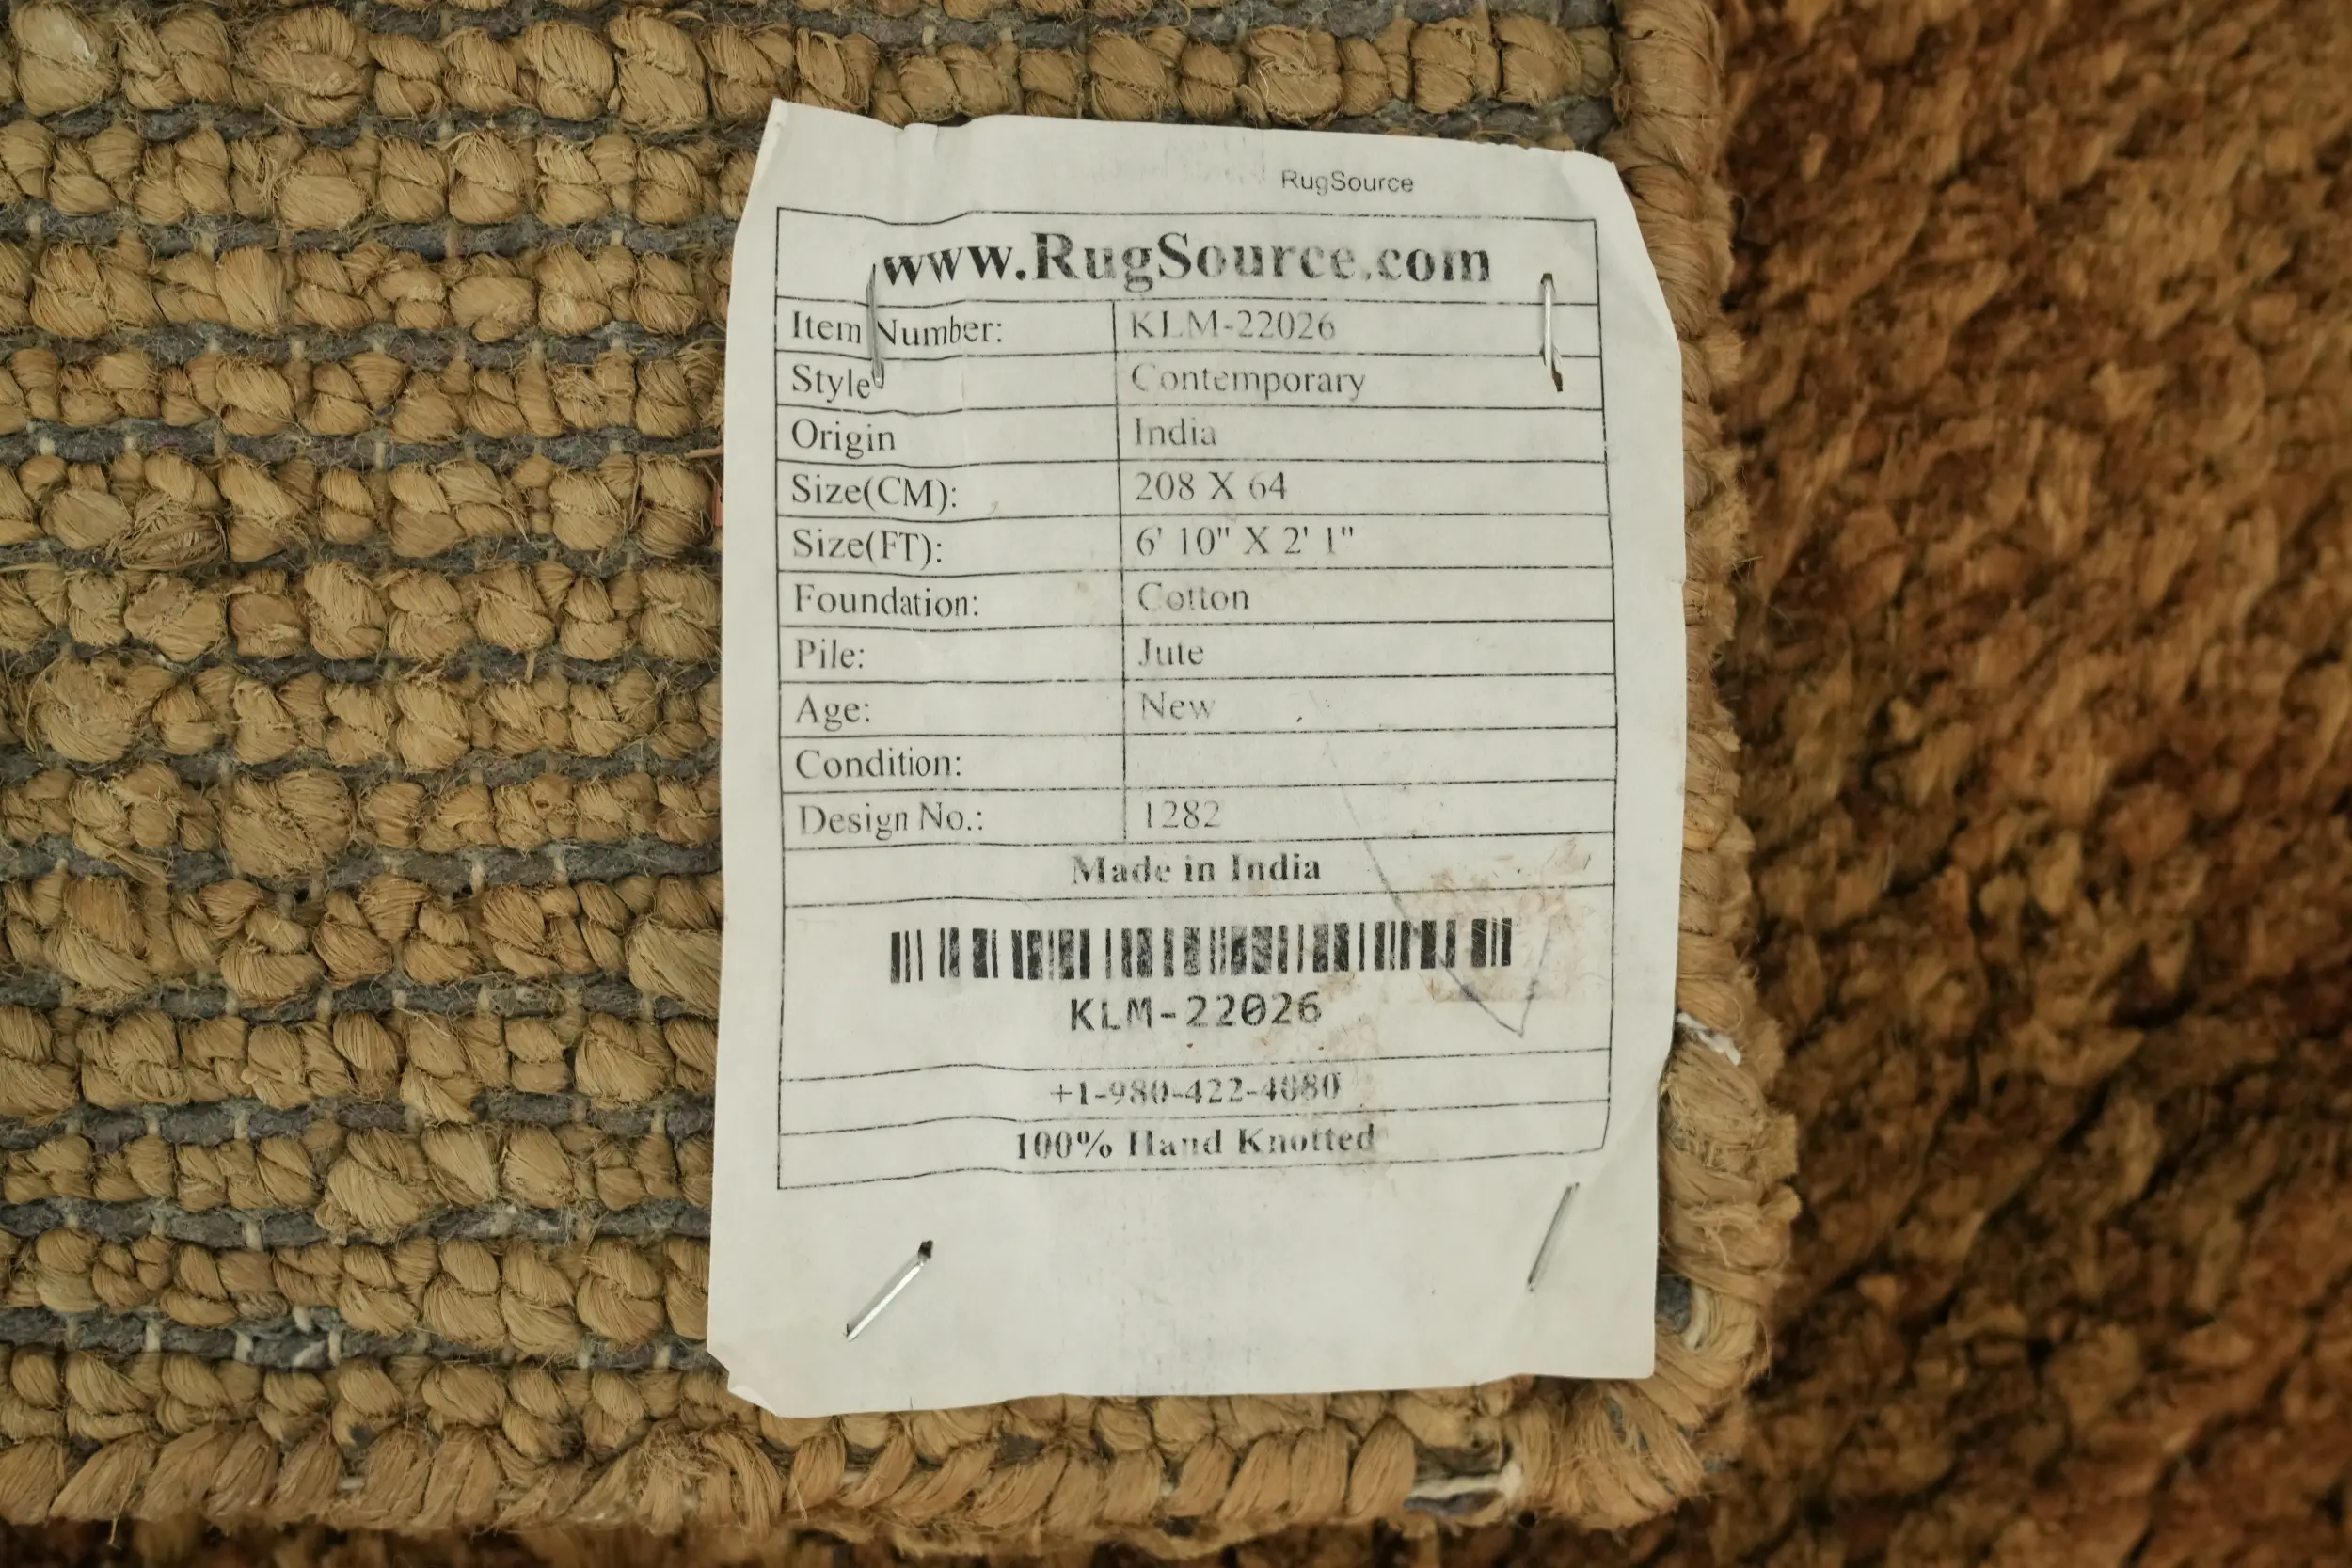 RugSource
www.RugSource.com
Item Number: KLM-22026
Style Contemporary
Origin India
Size(CM): 208 X 64
Size(FT): 6' 10" X 2' 1"
Foundation: Cotton
Pile: Jute
Age: New
Condition:
Design No.: 1282
Made in India
KLM-22026
+1-980-422-4080
100% Hand Knotted